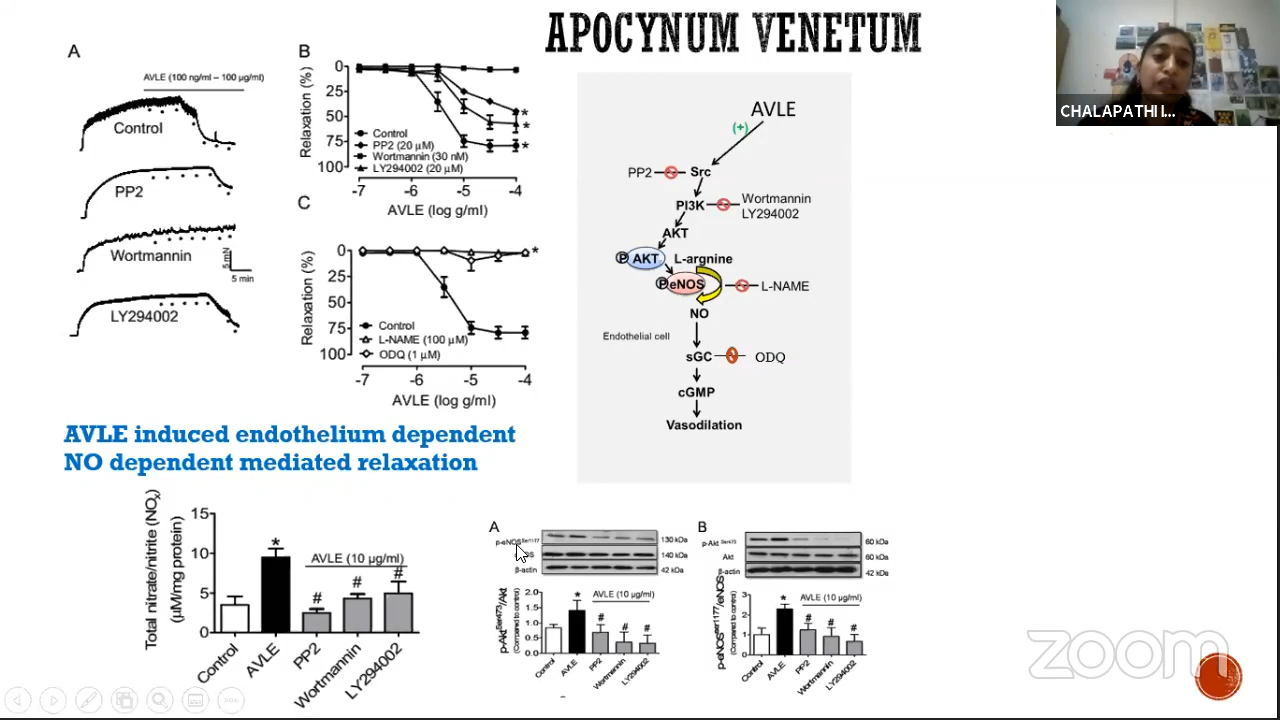 APOCYNUM VENETUM
CHALAPATHI I...
A
AVLE (100 ng/ml – 100 µg/ml)
Control
PP2
Wortmannin
5 mN
5 min
LY294002
B
Relaxation (%)
0
25
50
75
100
Control
PP2 (20 µM)
Wortmannin (30 nM)
LY294002 (20 µM)
* * *
-7 -6 -5 -4
AVLE (log g/ml)
C
Relaxation (%)
0
25
50
75
100
*
Control
L-NAME (100 µM)
ODQ (1 µM)
-7 -6 -5 -4
AVLE (log g/ml)
AVLE
(+)
PP2 Src
PI3K Wortmannin
LY294002
AKT
P AKT L-argnine
P eNOS L-NAME
NO
Endothelial cell
sGC ODQ
cGMP
Vasodilation
AVLE induced endothelium dependent
NO dependent mediated relaxation
Total nitrate/nitrite (NOx)
(µM/mg protein)
15
10
5
0
*
AVLE (10 µg/ml)
# # #
Control AVLE PP2 Wortmannin LY294002
A
p-eNOS Ser1177 130 kDa
OS 140 kDa
β-actin 42 kDa
p-Akt Ser473/Akt
(Compared to control)
2.0
1.5
1.0
0.5
0.0
*
AVLE (10 µg/ml)
# # #
Control AVLE PP2 Wortmannin LY294002
B
p-Akt Ser473 60 kDa
Akt 60 kDa
β-actin 42 kDa
p-eNOS ser1177/eNOS
(Compared to control)
3
2
1
0
*
AVLE (10 µg/ml)
# # #
Control AVLE PP2 Wortmannin LY294002
zoom